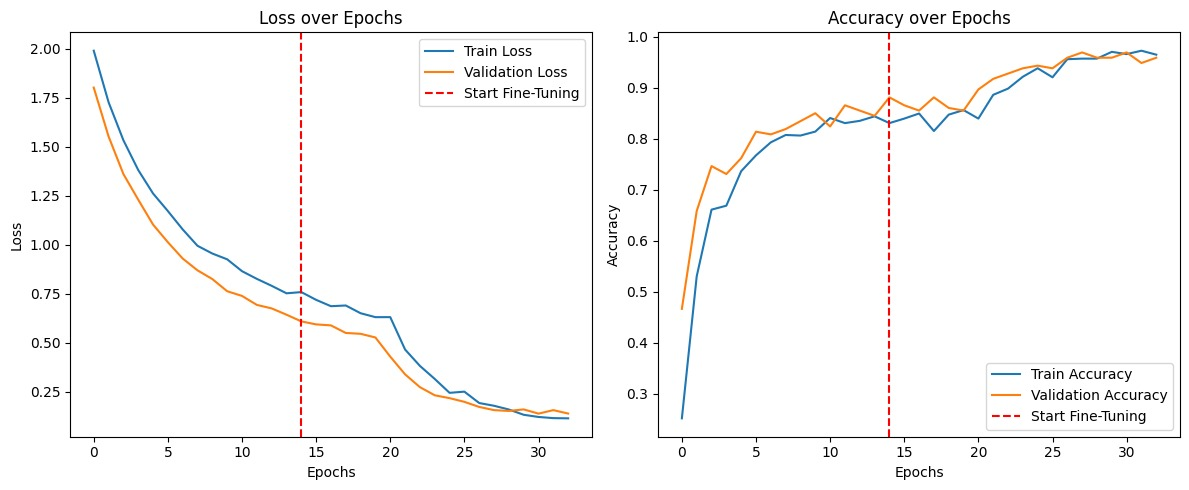 Loss over Epochs
Train Loss
Validation Loss
Start Fine-Tuning
2.00
1.75
1.50
1.25
1.00
0.75
0.50
0.25
Loss
0 5 10 15 20 25 30
Epochs
Accuracy over Epochs
1.0
0.9
0.8
0.7
0.6
0.5
0.4
0.3
Accuracy
Train Accuracy
Validation Accuracy
Start Fine-Tuning
0 5 10 15 20 25 30
Epochs